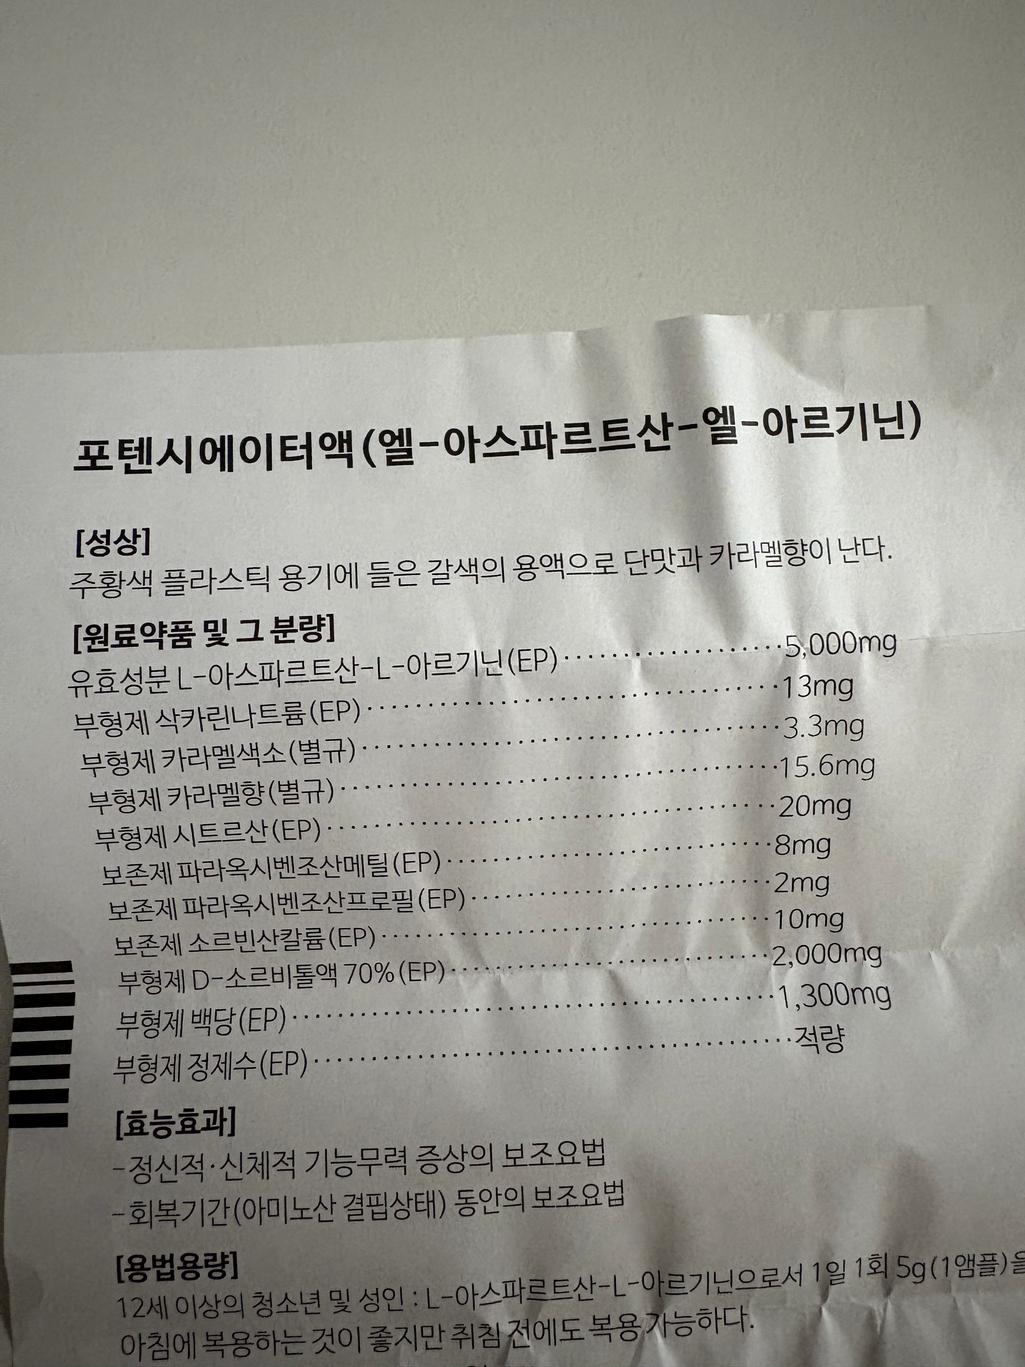 포텐시에이터액(엘-아스파르트산-엘-아르기닌)
[성상]
주황색 플라스틱 용기에 들은 갈색의 용액으로 단맛과 카라멜향이 난다.
[원료약품 및 그 분량]
유효성분 L-아스파르트산-L-아르기닌(EP)························5,000mg
부형제 삭카린나트륨(EP)················································13mg
부형제 카라멜색소(별규)················································3.3mg
부형제 카라멜향(별규)··················································15.6mg
부형제 시트르산(EP)····················································20mg
보존제 파라옥시벤조산메틸(EP)·······································8mg
보존제 파라옥시벤조산프로필(EP)····································2mg
보존제 소르빈산칼륨(EP)··············································10mg
부형제 D-소르비톨액 70%(EP)·······································2,000mg
부형제 백당(EP)··························································1,300mg
부형제 정제수(EP)·······················································적량
[효능효과]
-정신적·신체적 기능무력 증상의 보조요법
-회복기간(아미노산 결핍상태) 동안의 보조요법
[용법용량]
12세 이상의 청소년 및 성인 : L-아스파르트산-L-아르기닌으로서 1일 1회 5g(1앰플)을
아침에 복용하는 것이 좋지만 취침 전에도 복용 가능하다.